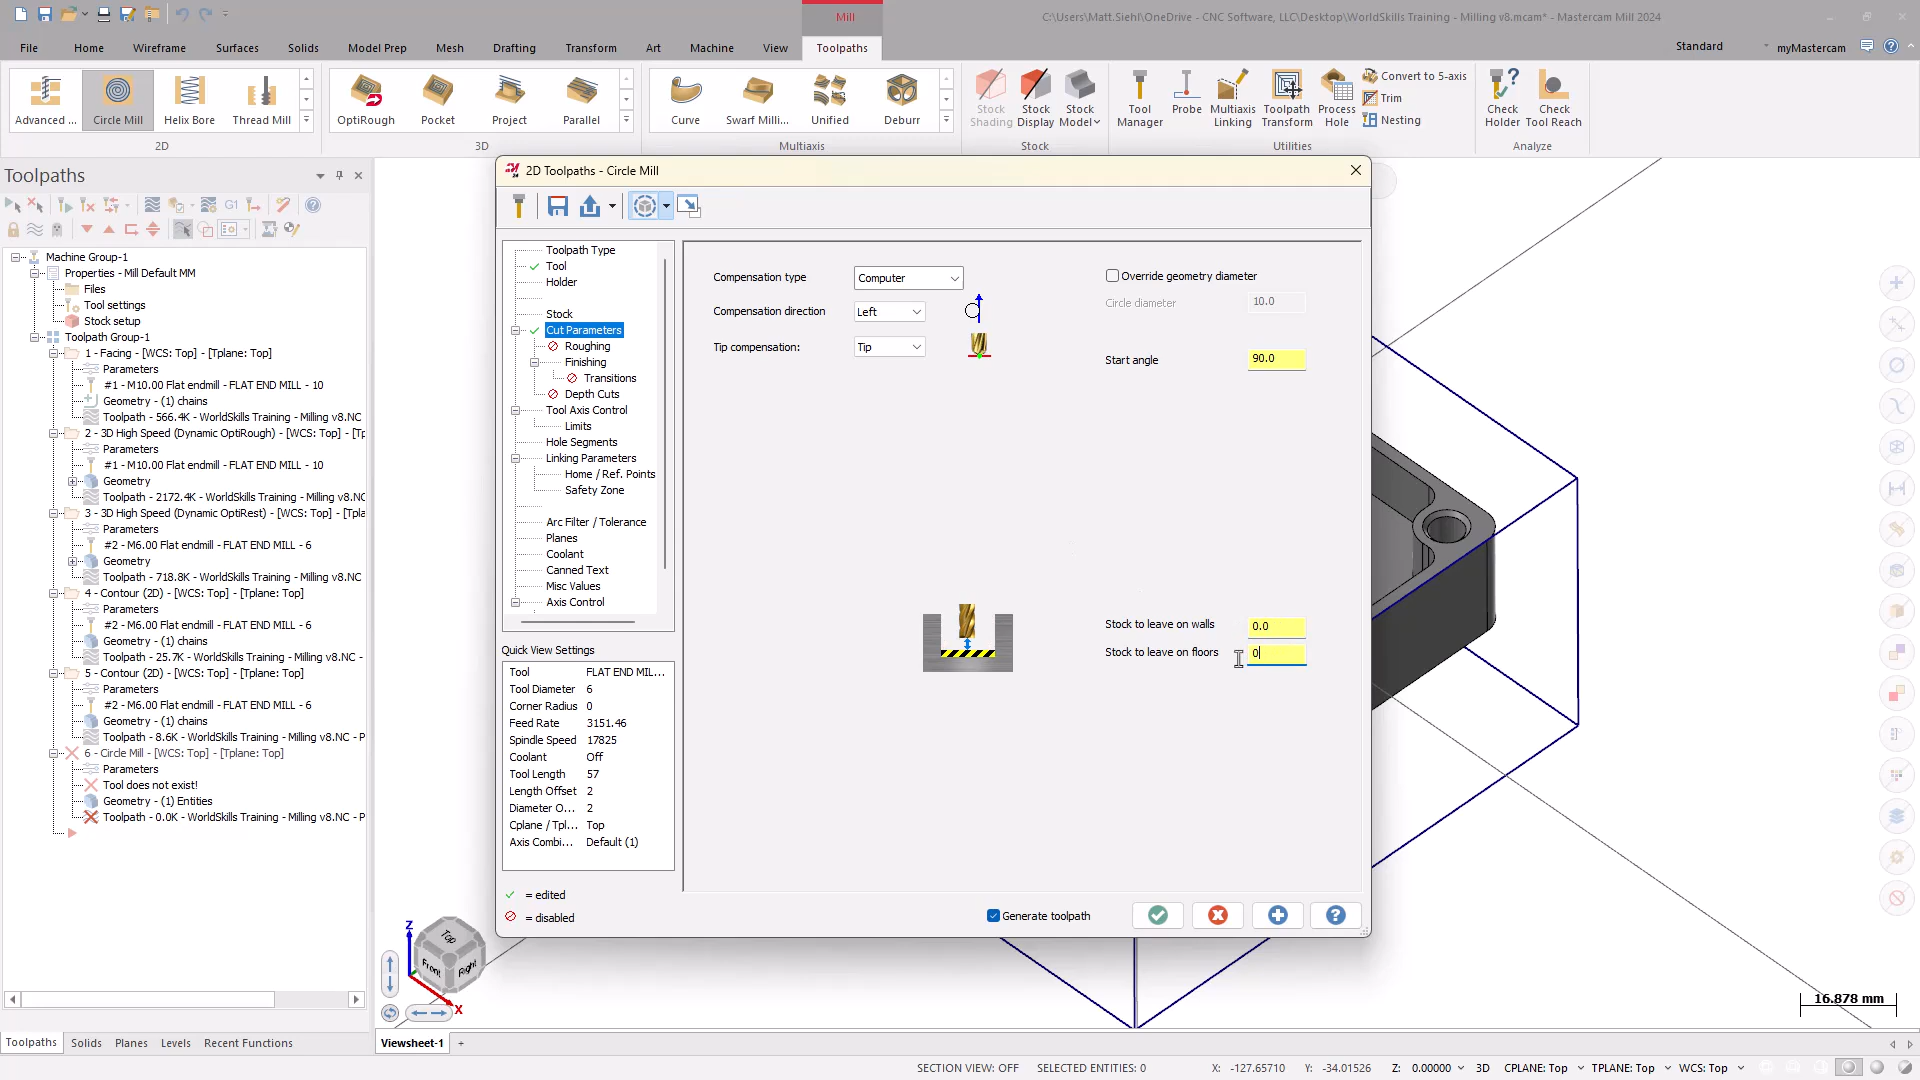 Mill
C:\Users\Matt.Siehl\OneDrive - CNC Software, LLC\Desktop\WorldSkills Training - Milling v8.mcam* - Mastercam Mill 2024
File Home Wireframe Surfaces Solids Model Prep Mesh Drafting Transform Art Machine View Toolpaths
Standard myMastercam
Advanced ... Circle Mill Helix Bore Thread Mill
2D
OptiRough Pocket Project Parallel
3D
Curve Swarf Milli... Unified Deburr
Multiaxis
Stock Shading Stock Display Stock Model
Stock
Tool Manager Probe Multiaxis Linking Toolpath Transform Process Hole
Convert to 5-axis
Trim
Nesting
Utilities
Check Holder Check Tool Reach
Analyze
Toolpaths
G1
Machine Group-1
Properties - Mill Default MM
Files
Tool settings
Stock setup
Toolpath Group-1
1 - Facing - [WCS: Top] - [Tplane: Top]
Parameters
#1 - M10.00 Flat endmill - FLAT END MILL - 10
Geometry - (1) chains
Toolpath - 566.4K - WorldSkills Training - Milling v8.NC
2 - 3D High Speed (Dynamic OptiRough) - [WCS: Top] - [Tp
Parameters
#1 - M10.00 Flat endmill - FLAT END MILL - 10
Geometry
Toolpath - 2172.4K - WorldSkills Training - Milling v8.NC
3 - 3D High Speed (Dynamic OptiRest) - [WCS: Top] - [Tpla
Parameters
#2 - M6.00 Flat endmill - FLAT END MILL - 6
Geometry
Toolpath - 718.8K - WorldSkills Training - Milling v8.NC
4 - Contour (2D) - [WCS: Top] - [Tplane: Top]
Parameters
#2 - M6.00 Flat endmill - FLAT END MILL - 6
Geometry - (1) chains
Toolpath - 25.7K - WorldSkills Training - Milling v8.NC - P
5 - Contour (2D) - [WCS: Top] - [Tplane: Top]
Parameters
#2 - M6.00 Flat endmill - FLAT END MILL - 6
Geometry - (1) chains
Toolpath - 8.6K - WorldSkills Training - Milling v8.NC - P
6 - Circle Mill - [WCS: Top] - [Tplane: Top]
Parameters
Tool does not exist!
Geometry - (1) Entities
Toolpath - 0.0K - WorldSkills Training - Milling v8.NC - P
Toolpaths Solids Planes Levels Recent Functions
2D Toolpaths - Circle Mill
Toolpath Type
Tool
Holder
Stock
Cut Parameters
Roughing
Finishing
Transitions
Depth Cuts
Tool Axis Control
Limits
Hole Segments
Linking Parameters
Home / Ref. Points
Safety Zone
Arc Filter / Tolerance
Planes
Coolant
Canned Text
Misc Values
Axis Control
Quick View Settings
Tool FLAT END MIL...
Tool Diameter 6
Corner Radius 0
Feed Rate 3151.46
Spindle Speed 17825
Coolant Off
Tool Length 57
Length Offset 2
Diameter O... 2
Cplane / Tpl... Top
Axis Combi... Default (1)
= edited
= disabled
Compensation type Computer
Compensation direction Left
Tip compensation: Tip
Override geometry diameter
Circle diameter 10.0
Start angle 90.0
Stock to leave on walls 0.0
Stock to leave on floors 0
Generate toolpath
Top
Front
Right
Z
X
16.878 mm
Viewsheet-1 +
SECTION VIEW: OFF SELECTED ENTITIES: 0 X: -127.65710 Y: -34.01526 Z: 0.00000 3D CPLANE: Top TPLANE: Top WCS: Top